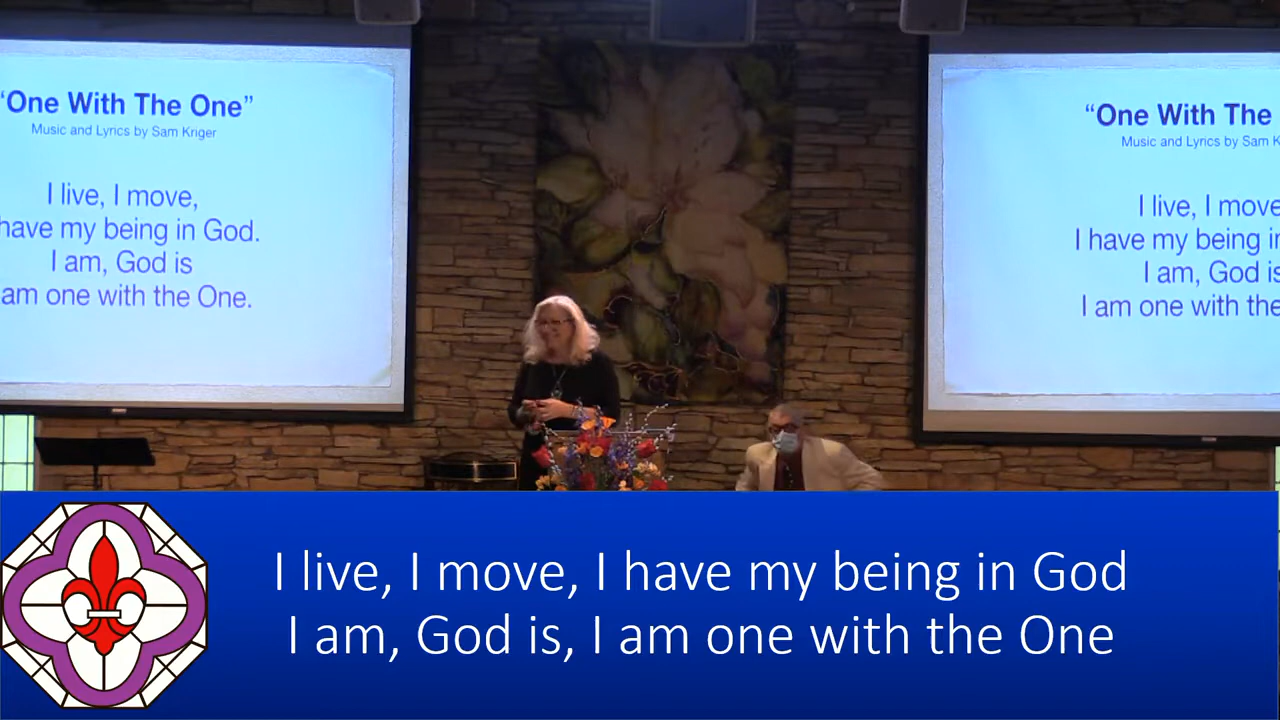 “One With The One”
Music and Lyrics by Sam Kriger
I live, I move,
have my being in God.
I am, God is
am one with the One.
“One With The
Music and Lyrics by Sam K
I live, I move
I have my being in
I am, God is
I am one with the
I live, I move, I have my being in God
I am, God is, I am one with the One